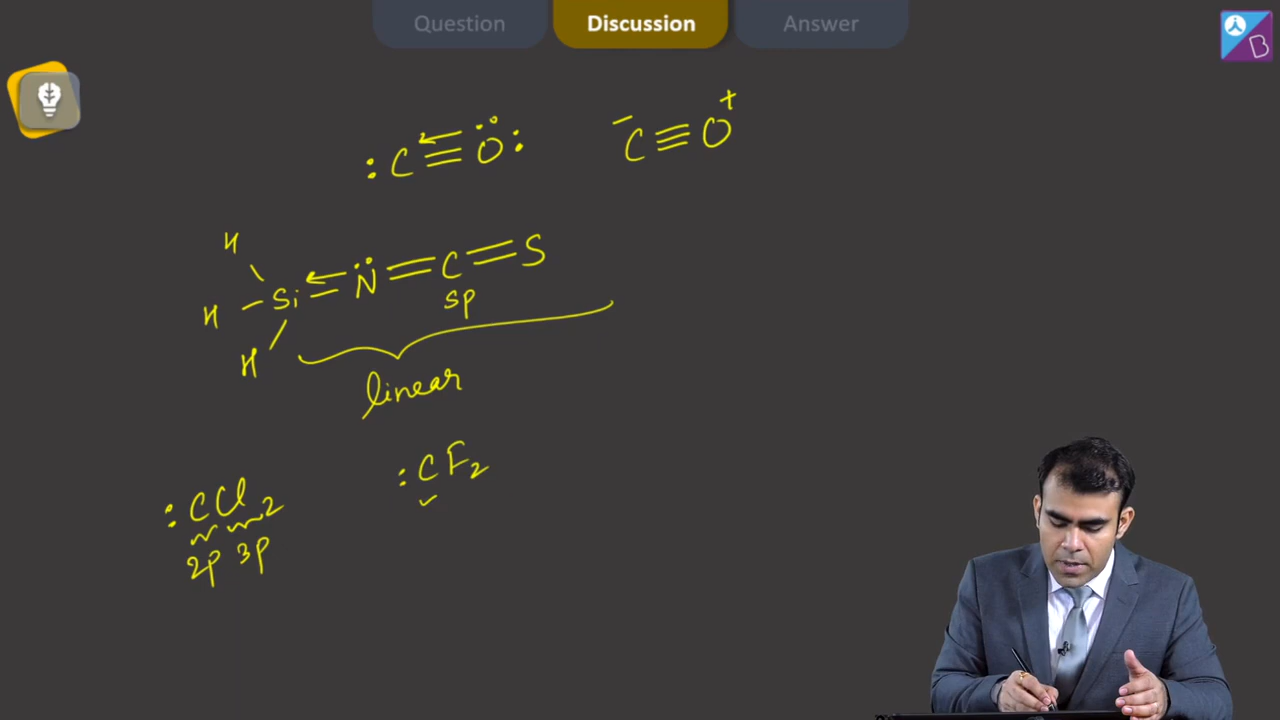 Question Discussion Answer
:C≡Ö: ⁻C≡O⁺
H
H Si=N̈=C=S
sp
H
linear
:CF2
:CCl2
2p 3p
B